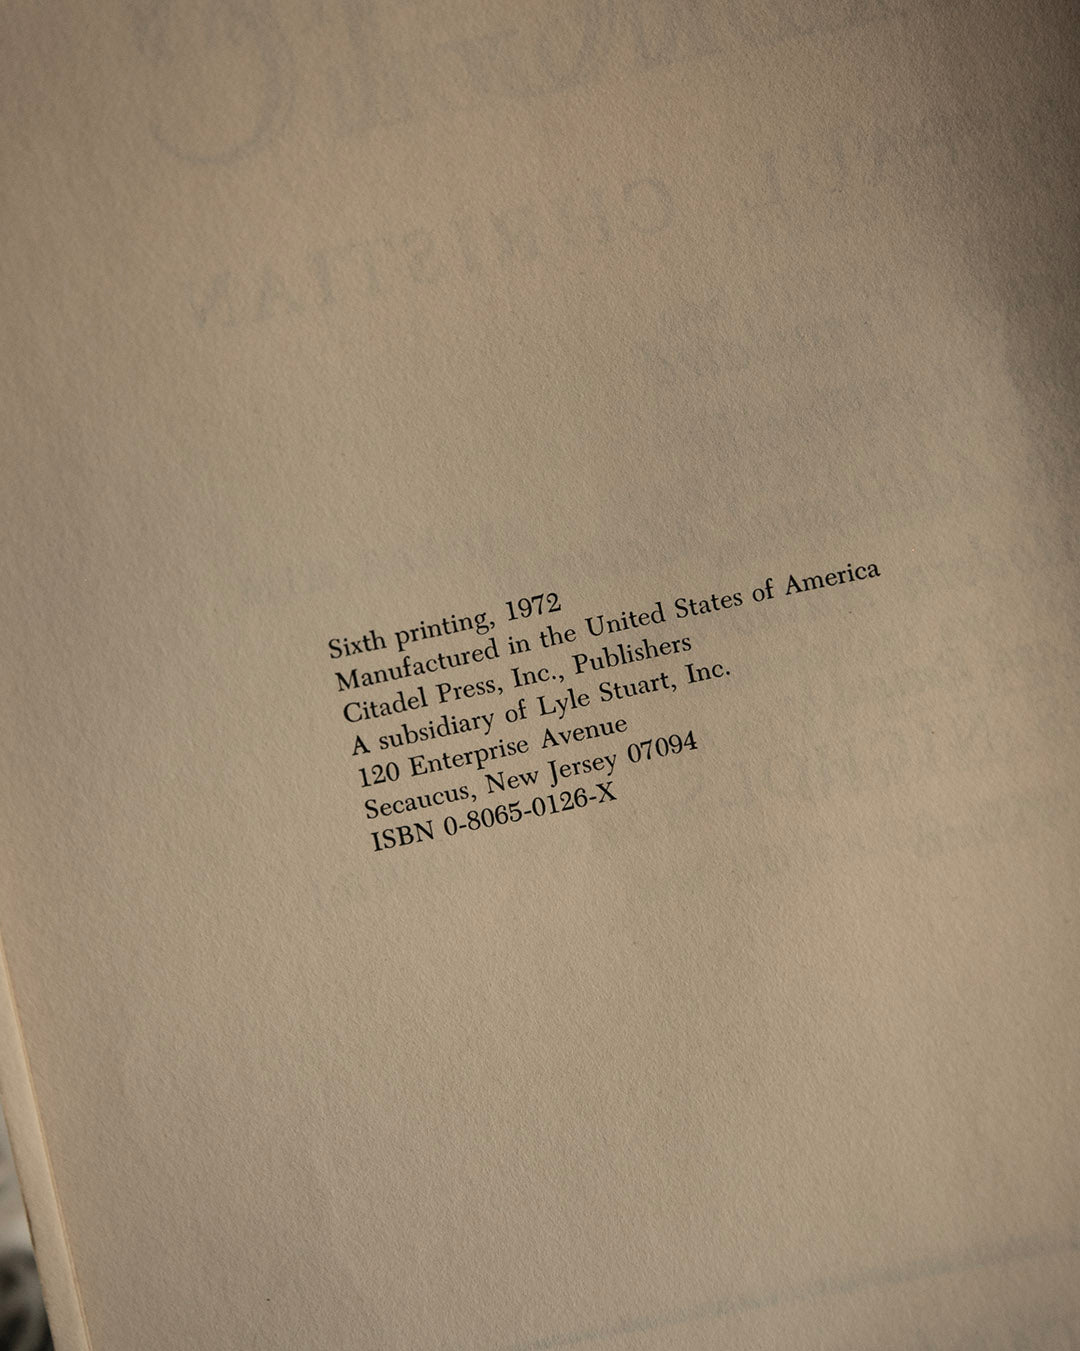 CHRISTIAN
Sixth printing, 1972
Manufactured in the United States of America
Citadel Press, Inc., Publishers
A subsidiary of Lyle Stuart, Inc.
120 Enterprise Avenue
Secaucus, New Jersey 07094
ISBN 0-8065-0126-X